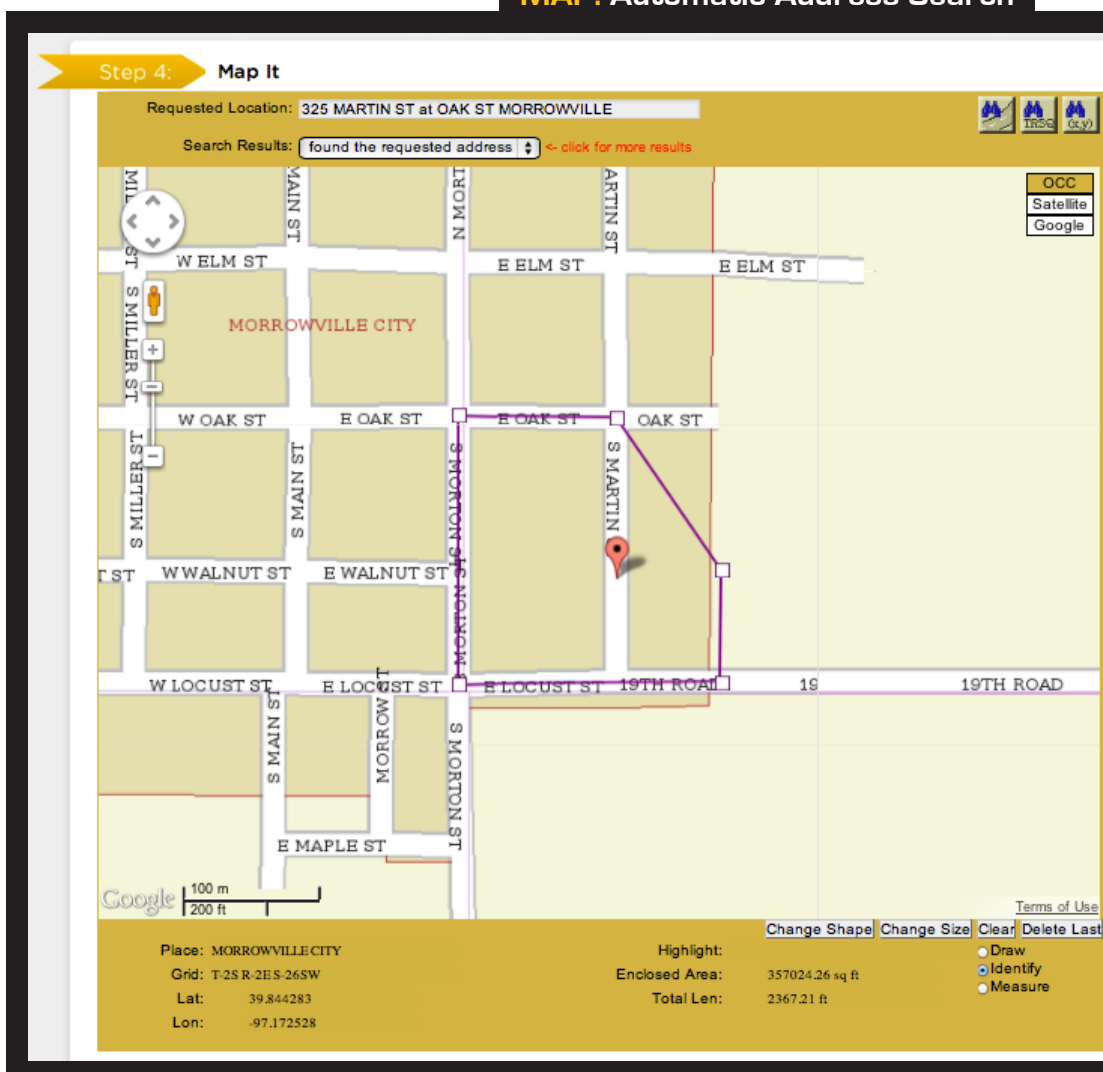 MAP: Automatic Address Search
Step 4: Map It
Requested Location: 325 MARTIN ST at OAK ST MORROWVILLE
Search Results: found the requested address <- click for more results
TRSQ
(x,y)
OCC
Satellite
Google
MAIN ST
N MORT
ARTIN ST
W ELM ST
E ELM ST
E ELM ST
S MILLER ST
MORROWVILLE CITY
W OAK ST
E OAK ST
E OAK ST
OAK ST
S MILLER ST
S MAIN ST
S MORTON ST
S MARTIN
T ST
W WALNUT ST
E WALNUT ST
S MORTON ST
W LOCUST ST
E LOCUST ST
E LOCUST ST
19TH ROAD
19
19TH ROAD
S MAIN ST
MORROW ST
S MORTON ST
E MAPLE ST
Google
100 m
200 ft
Terms of Use
Change Shape Change Size Clear Delete Last
Place: MORROWVILLE CITY
Highlight:
Draw
Grid: T-2S R-2E S-26SW
Enclosed Area: 357024.26 sq ft
Identify
Lat: 39.844283
Total Len: 2367.21 ft
Measure
Lon: -97.172528